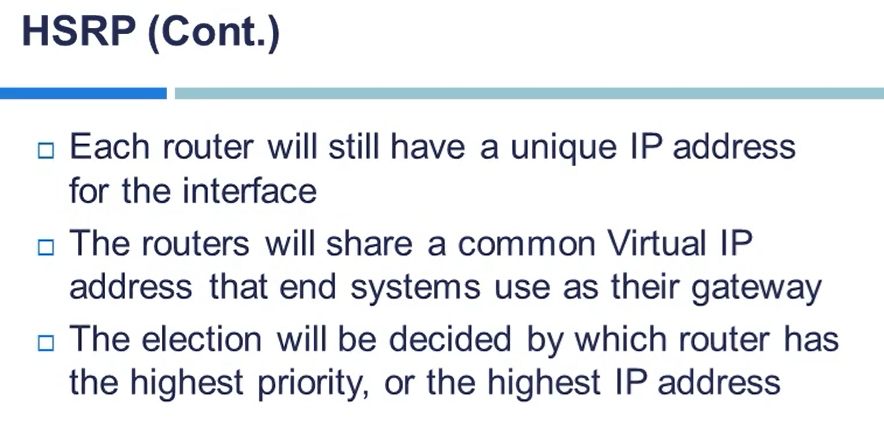 HSRP (Cont.)
Each router will still have a unique IP address
for the interface
The routers will share a common Virtual IP
address that end systems use as their gateway
The election will be decided by which router has
the highest priority, or the highest IP address